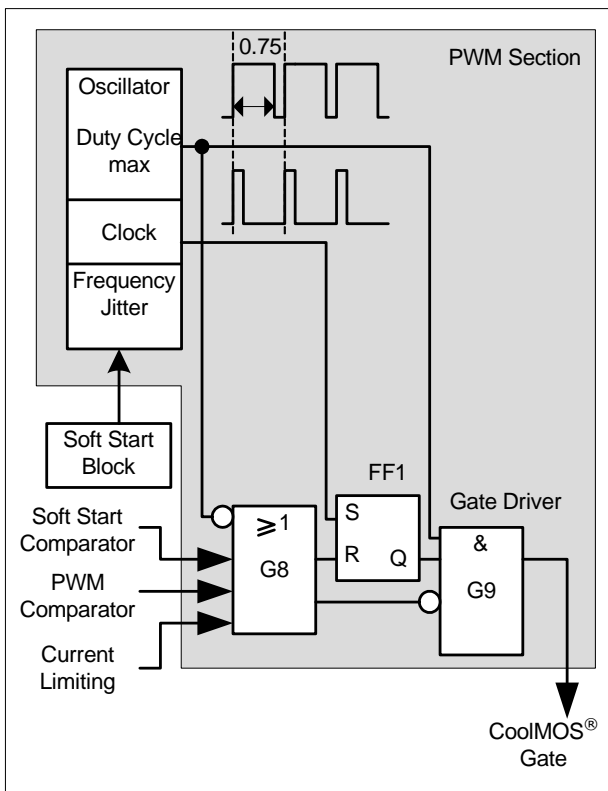 0.75
PWM Section
Oscillator
Duty Cycle
max
Clock
Frequency
Jitter
Soft Start
Block
FF1
Gate Driver
Soft Start
Comparator
PWM
Comparator
Current
Limiting
≥1
G8
S
R
Q
&
G9
CoolMOS®
Gate